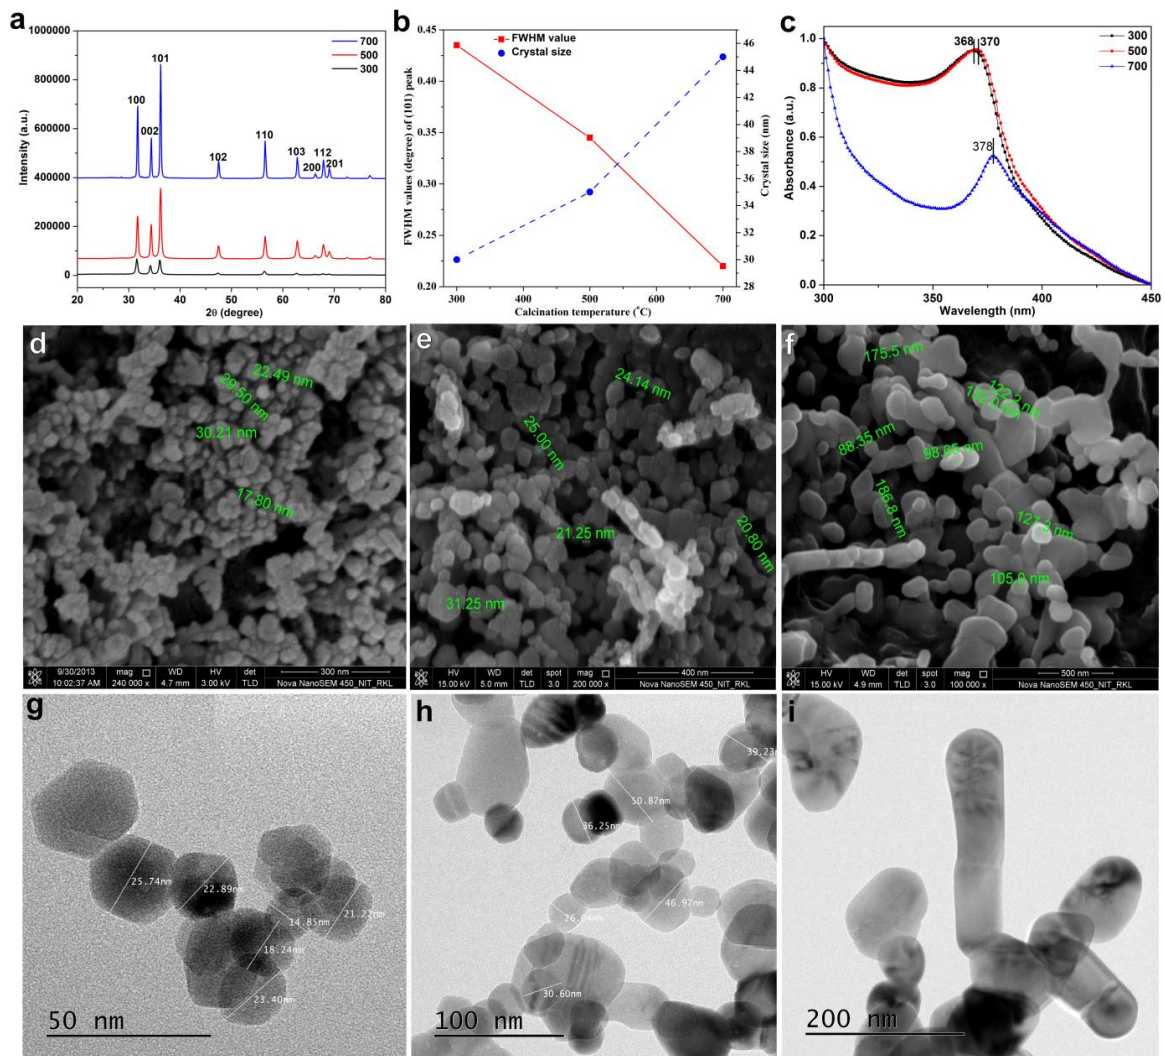 a
1000000
800000
600000
400000
200000
0
Intensity (a.u.)
700
500
300
100
002
101
102
110
103
200
112
201
10 20 30 40 50 60 70 80
2θ (degree)
b
FWHM value
Crystal size
0.45
0.40
0.35
0.30
0.25
0.20
FWHM values (degree) of (101) peak
46
44
42
40
38
36
34
32
30
28
Crystal size (nm)
300 400 500 600 700
Calcination temperature (°C)
c
1.0
0.8
0.6
0.4
0.2
0.0
Absorbance (a.u.)
368 370
378
300
500
700
300 350 400 450
Wavelength (nm)
d
22.49 nm
29.50 nm
30.21 nm
17.80 nm
9/30/2013 mag WD HV det 300 nm
10:02:37 AM 240 000 x 4.7 mm 3.00 kV TLD Nova NanoSEM 450_NIT_RKL
e
24.14 nm
25.00 nm
21.25 nm
20.80 nm
31.25 nm
HV WD det spot mag 400 nm
15.00 kV 5.0 mm TLD 3.0 200 000 x Nova NanoSEM 450_NIT_RKL
f
175.5 nm
122.2 nm
88.35 nm
186.8 nm
127.3 nm
HV WD det spot mag 500 nm
15.00 kV 4.9 mm TLD 3.0 100 000 x Nova NanoSEM 450_NIT_RKL
g
25.74nm
22.89nm
14.85nm
21.22nm
18.24nm
23.40nm
50 nm
h
39.23n
50.87nm
36.25nm
46.97nm
26.04nm
30.60nm
100 nm
i
200 nm